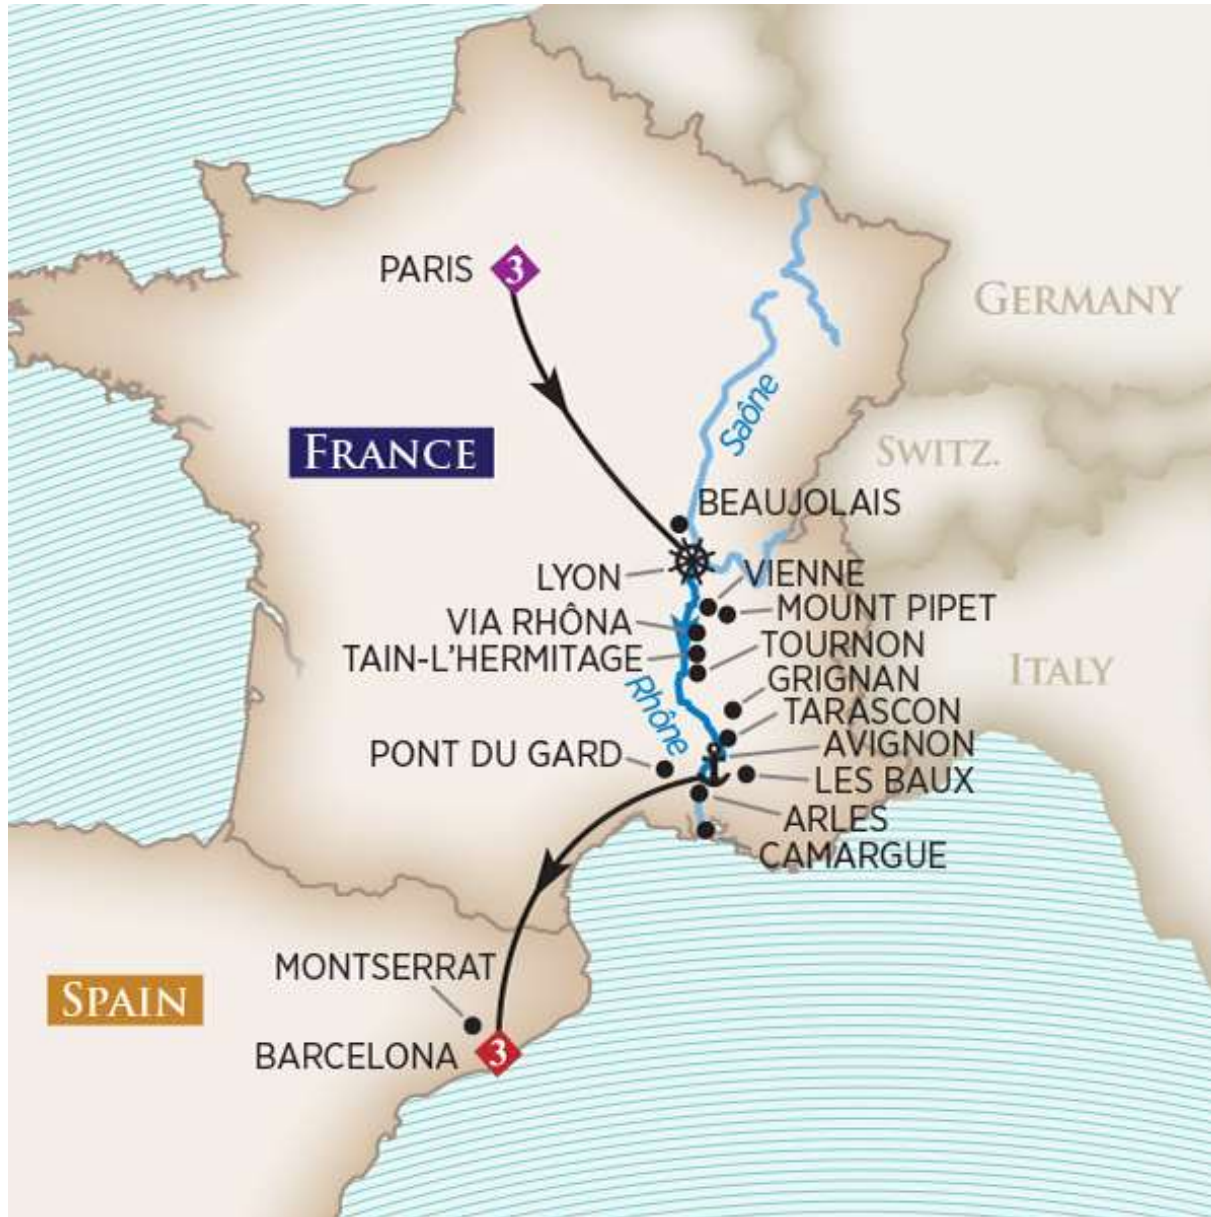 PARIS
3
GERMANY
FRANCE
Saône
SWITZ.
BEAUJOLAIS
LYON
VIENNE
MOUNT PIPET
VIA RHÔNA
TOURNON
TAIN-L'HERMITAGE
ITALY
GRIGNAN
Rhône
TARASCON
AVIGNON
PONT DU GARD
LES BAUX
ARLES
CAMARGUE
MONTSERRAT
SPAIN
BARCELONA
3